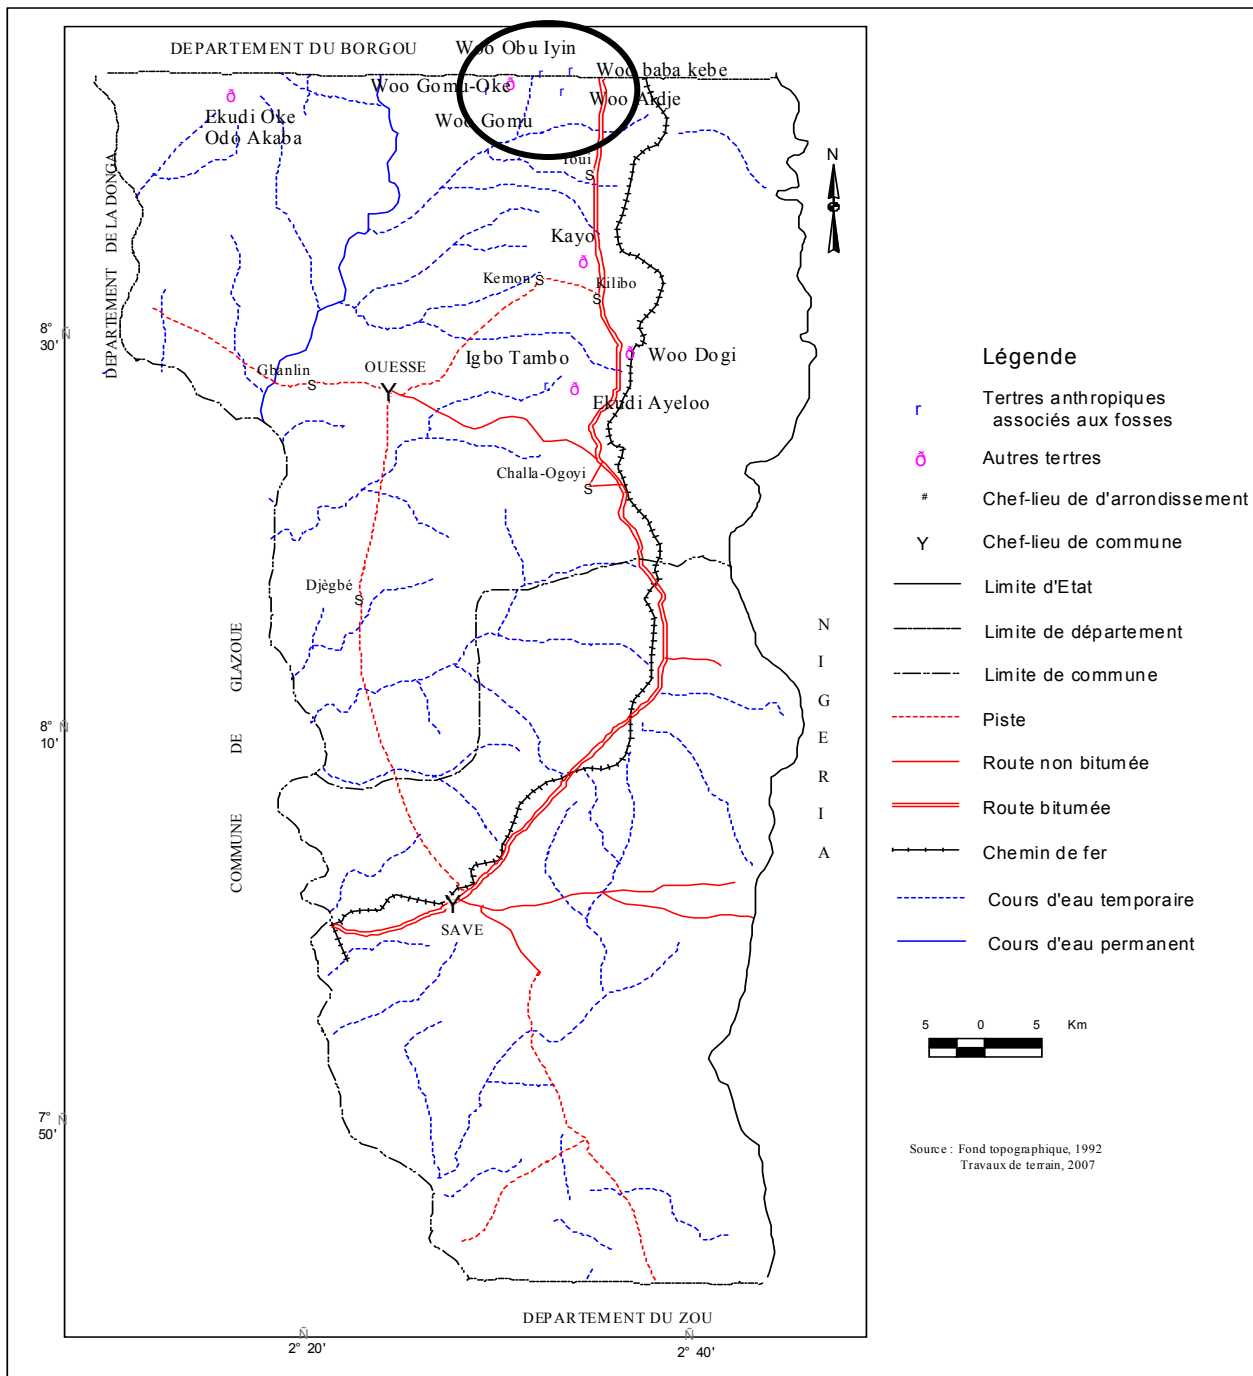 DEPARTEMENT DU BORGOU
Woo Obu Iyin
Woo baba kebe
Woo Gomu-Oke
Woo Aidje
Woo Gomu
Ekudi Oke
Odo Akaba
DEPARTEMENT DE LA DONGA
Toui
N
Kayo
Kemon
Kilibo
8°
30'
Igbo Tambo
Woo Dogi
Gbanlin
OUESSE
Ekudi Ayeloo
Challa-Ogoyi
Djègbé
COMMUNE DE GLAZOUE
NIGERIA
8°
10'
SAVE
7°
50'
DEPARTEMENT DU ZOU
2° 20'
2° 40'
Légende
Tertres anthropiques
associés aux fosses
Autres tertres
Chef-lieu de d'arrondissement
Chef-lieu de commune
Limite d'Etat
Limite de département
Limite de commune
Piste
Route non bitumée
Route bitumée
Chemin de fer
Cours d'eau temporaire
Cours d'eau permanent
5 0 5 Km
Source : Fond topographique, 1992
Travaux de terrain, 2007